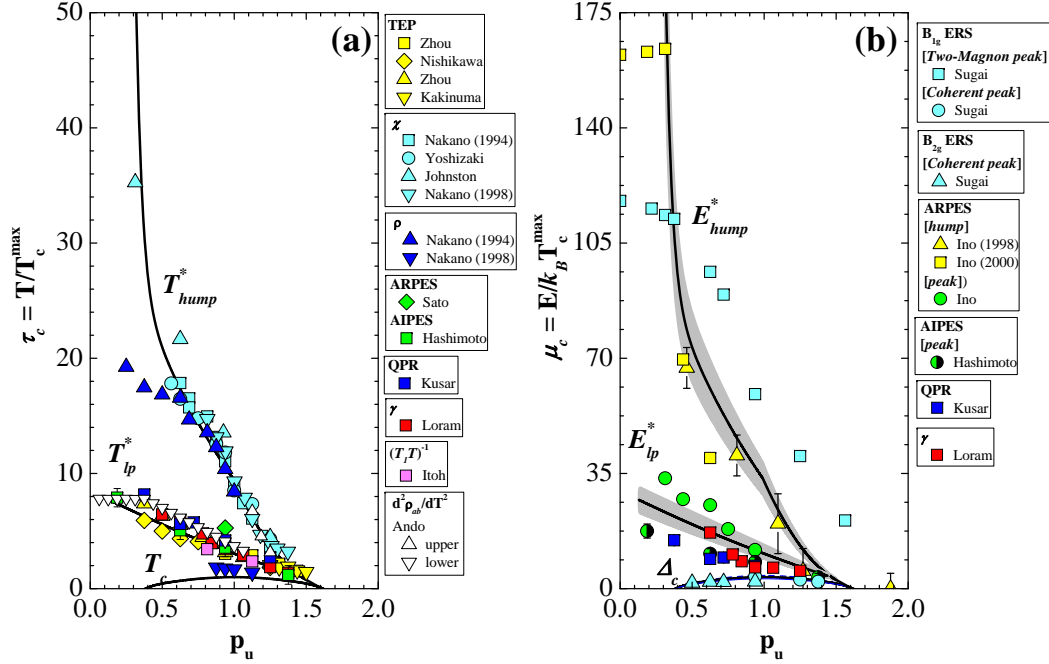 (a)
τc = T/Tc^max
50
40
30
20
10
0
0.0 0.5 1.0 1.5 2.0
pu
T*hump
T*lp
Tc
TEP
Zhou
Nishikawa
Zhou
Kakinuma
χ
Nakano (1994)
Yoshizaki
Johnston
Nakano (1998)
ρ
Nakano (1994)
Nakano (1998)
ARPES
Sato
AIPES
Hashimoto
QPR
Kusar
γ
Loram
(T1T)^-1
Itoh
d²ρab/dT²
Ando
upper
lower
(b)
μc = E/kB Tc^max
175
140
105
70
35
0
0.0 0.5 1.0 1.5 2.0
pu
E*hump
E*lp
Δc
B1g ERS
[Two-Magnon peak]
Sugai
[Coherent peak]
Sugai
B2g ERS
[Coherent peak]
Sugai
ARPES
[hump]
Ino (1998)
Ino (2000)
[peak])
Ino
AIPES
[peak]
Hashimoto
QPR
Kusar
γ
Loram